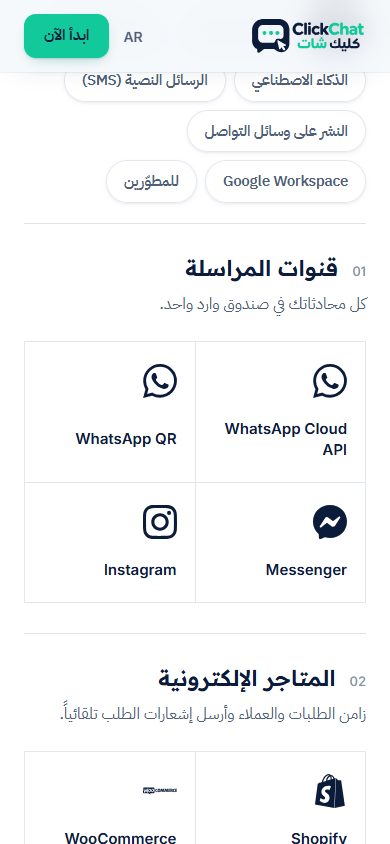 ClickChat
كليك شات
AR
ابدأ الآن
الذكاء الاصطناعي
الرسائل النصية (SMS)
النشر على وسائل التواصل
Google Workspace
للمطوّرين
01
قنوات المراسلة
كل محادثاتك في صندوق وارد واحد.
WhatsApp Cloud
API
WhatsApp QR
Messenger
Instagram
02
المتاجر الإلكترونية
زامن الطلبات والعملاء وأرسل إشعارات الطلب تلقائياً.
WOO COMMERCE
Shopify
WooCommerce